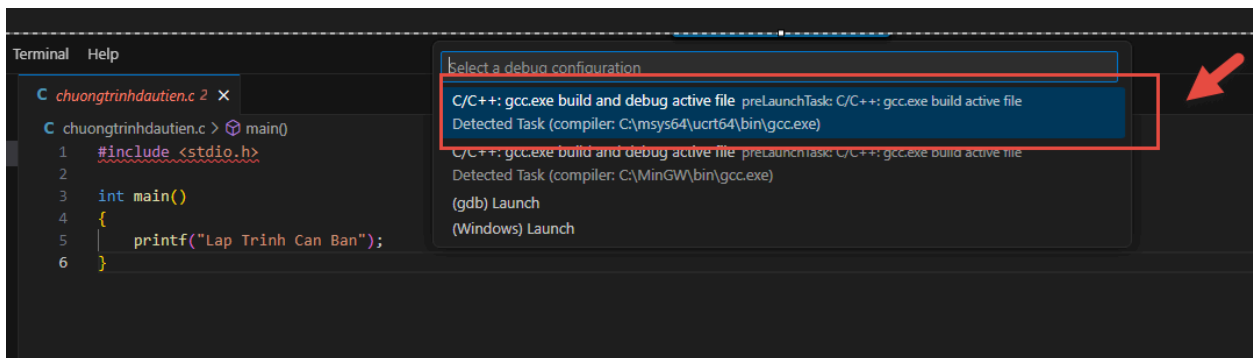 Terminal Help
Select a debug configuration
C chuongtrinhdautien.c 2 ×
C/C++: gcc.exe build and debug active file preLaunchTask: C/C++: gcc.exe build active file
Detected Task (compiler: C:\msys64\ucrt64\bin\gcc.exe)
C/C++: gcc.exe build and debug active file preLaunchTask: C/C++: gcc.exe build active file
Detected Task (compiler: C:\MinGW\bin\gcc.exe)
(gdb) Launch
(Windows) Launch
C chuongtrinhdautien.c > main()
1 #include <stdio.h>
2
3 int main()
4 {
5 printf("Lap Trinh Can Ban");
6 }